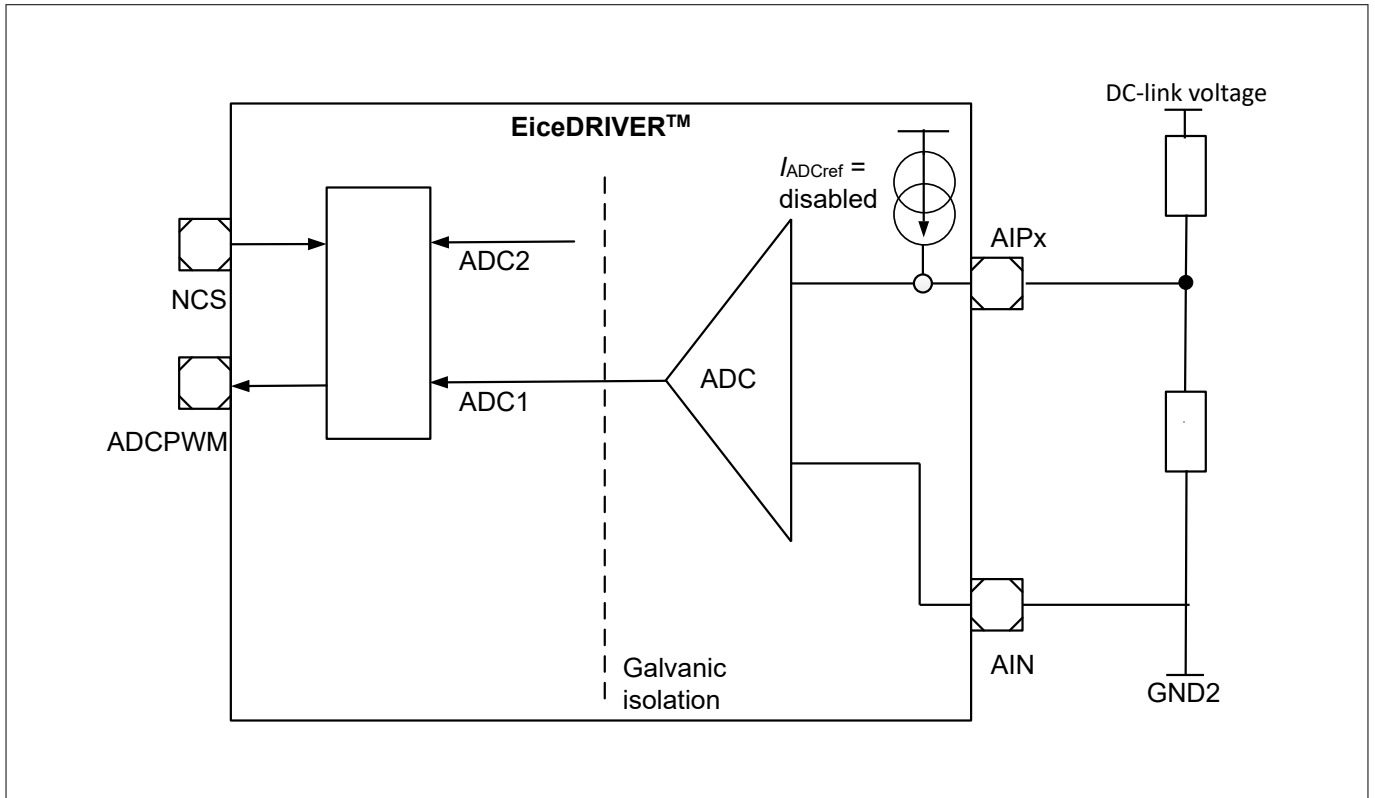 DC-link voltage
EiceDRIVER™
IADCref =
disabled
AIPx
ADC2
NCS
ADC
ADC1
ADCPWM
Galvanic
isolation
AIN
GND2